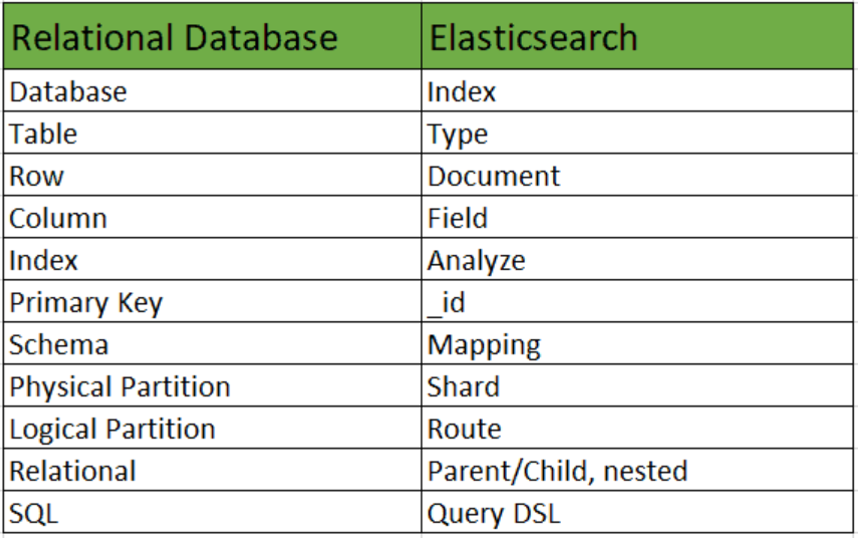 Relational Database Elasticsearch
Database Index
Table Type
Row Document
Column Field
Index Analyze
Primary Key _id
Schema Mapping
Physical Partition Shard
Logical Partition Route
Relational Parent/Child, nested
SQL Query DSL